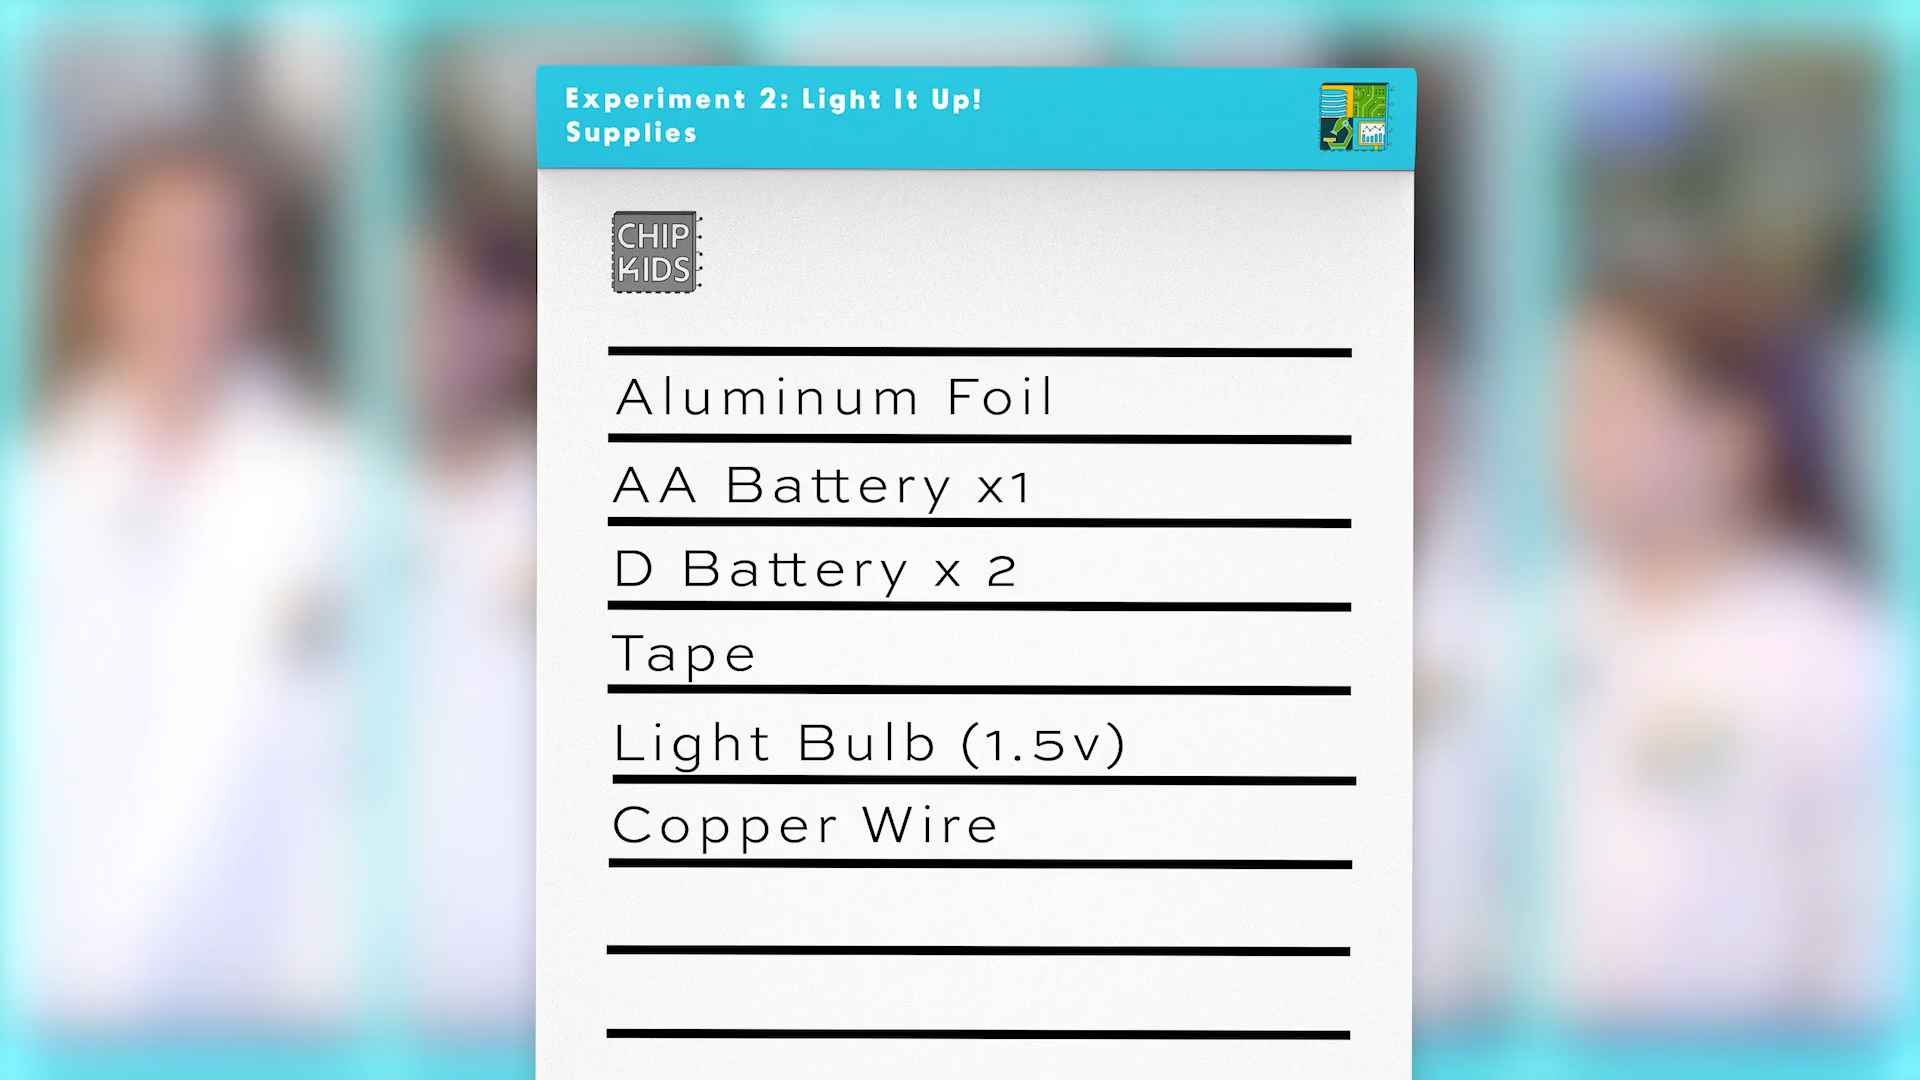 Experiment 2: Light It Up!
Supplies
CHIP
KIDS
Aluminum Foil
AA Battery x1
D Battery x 2
Tape
Light Bulb (1.5v)
Copper Wire